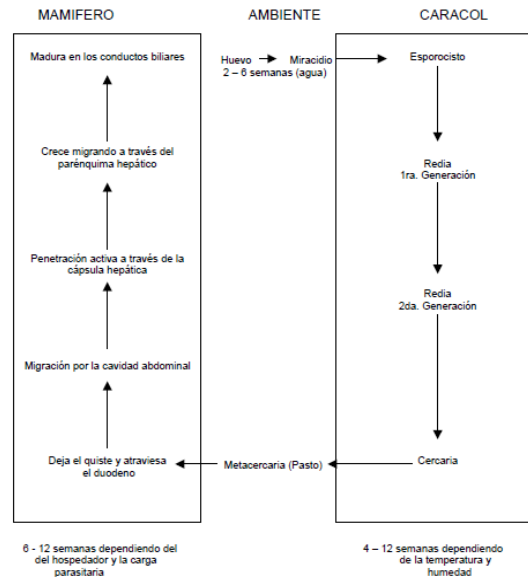 MAMIFERO
AMBIENTE
CARACOL
Madura en los conductos biliares
Crece migrando a través del
parénquima hepático
Penetración activa a través de la
cápsula hepática
Migración por la cavidad abdominal
Deja el quiste y atraviesa
el duodeno
Huevo
Miracidio
2 – 6 semanas (agua)
Metacercaria (Pasto)
Esporocisto
Redia
1ra. Generación
Redia
2da. Generación
Cercaria
6 - 12 semanas dependiendo del
del hospedador y la carga
parasitaria
4 – 12 semanas dependiendo
de la temperatura y
humedad